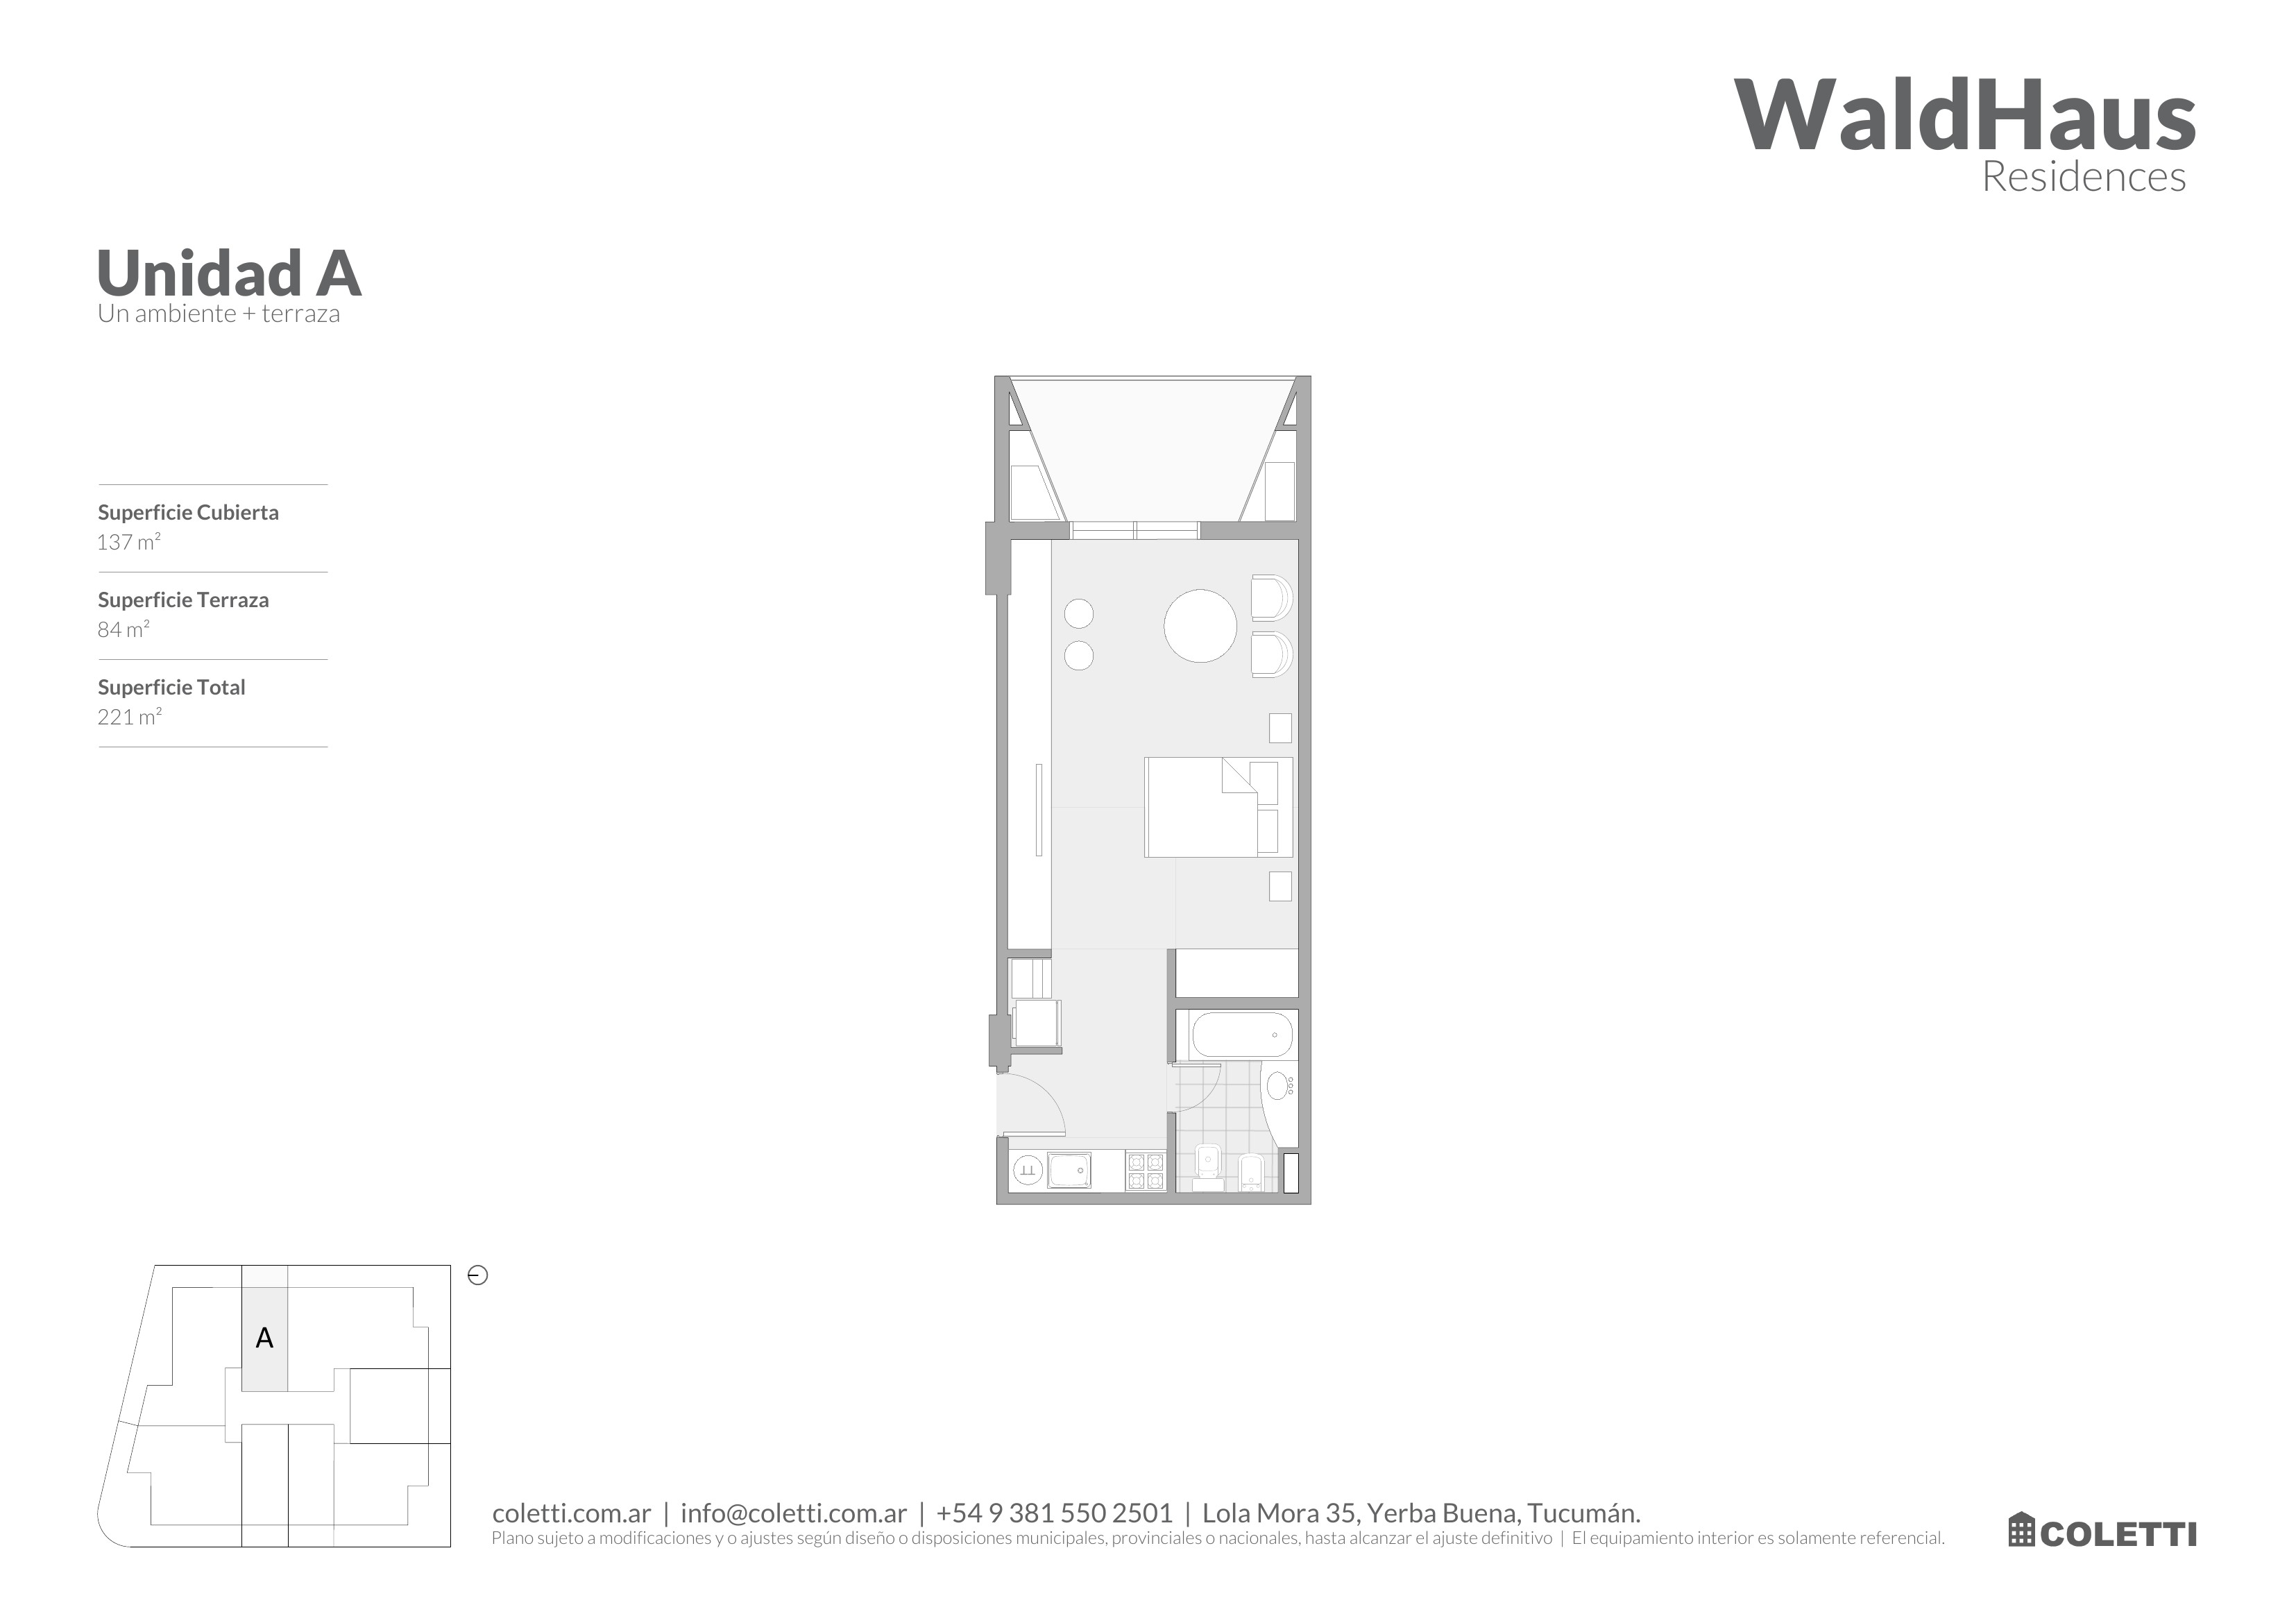 WaldHaus
Residences
Unidad A
Un ambiente + terraza
Superficie Cubierta
137 m²
Superficie Terraza
84 m²
Superficie Total
221 m²
A
coletti.com.ar | info@coletti.com.ar | +54 9 381 550 2501 | Lola Mora 35, Yerba Buena, Tucumán.
Plano sujeto a modificaciones y o ajustes según diseño o disposiciones municipales, provinciales o nacionales, hasta alcanzar el ajuste definitivo | El equipamiento interior es solamente referencial.
COLETTI